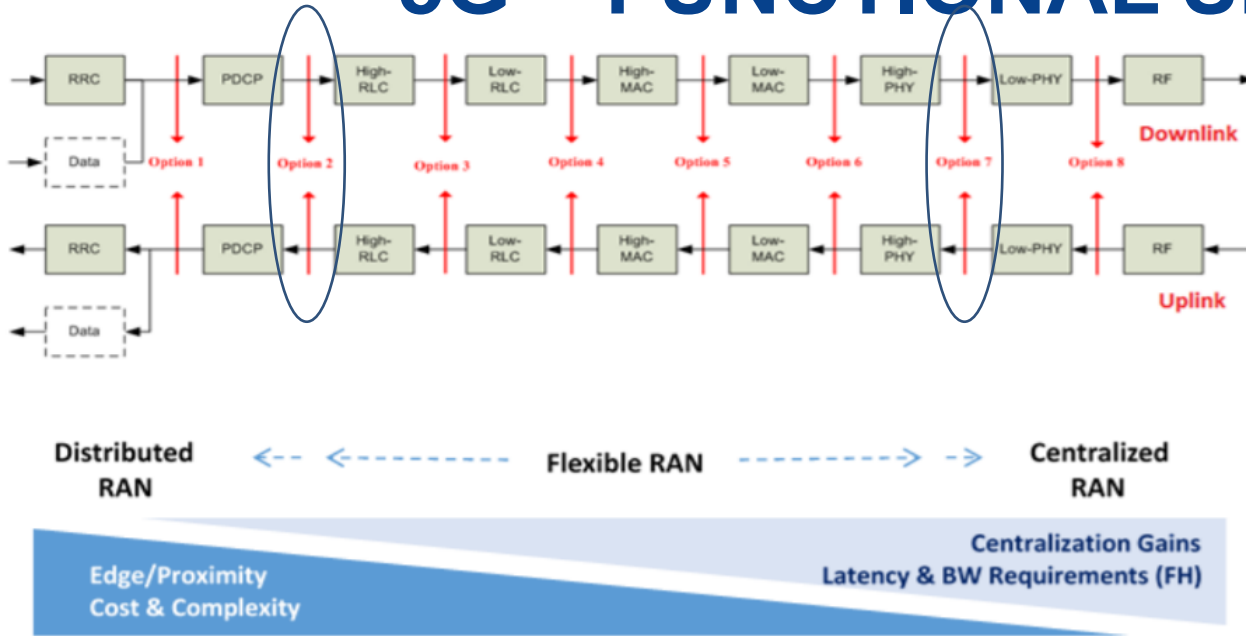 RRC
PDCP
High-
RLC
Low-
RLC
High-
MAC
Low-
MAC
High-
PHY
Low-PHY
RF
Downlink
Data
Option 1
Option 2
Option 3
Option 4
Option 5
Option 6
Option 7
Option 8
RRC
PDCP
High-
RLC
Low-
RLC
High-
MAC
Low-
MAC
High-
PHY
Low-PHY
RF
Uplink
Data
Distributed
RAN
Flexible RAN
Centralized
RAN
Centralization Gains
Latency & BW Requirements (FH)
Edge/Proximity
Cost & Complexity